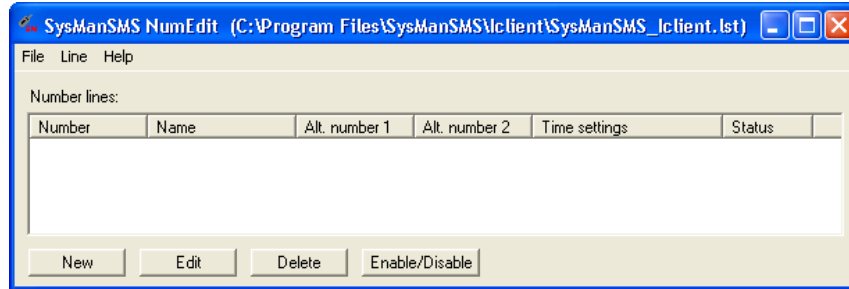 SysManSMS NumEdit (C:\Program Files\SysManSMS\lclient\SysManSMS_lclient.lst)
File Line Help
Number lines:
Number Name Alt. number 1 Alt. number 2 Time settings Status
New Edit Delete Enable/Disable